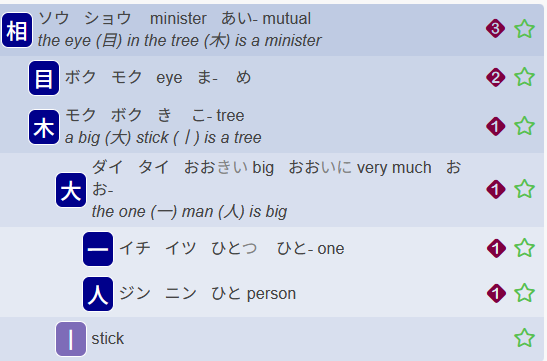 相 ソウ ショウ minister あい- mutual 3
the eye (目) in the tree (木) is a minister
目 ボク モク eye ま- め 2
木 モク ボク き こ- tree 1
a big (大) stick (丨) is a tree
大 ダイ タイ おおきい big おおいに very much お
お- 1
the one (一) man (人) is big
一 イチ イツ ひとつ ひと- one 1
人 ジン ニン ひと person 1
丨 stick